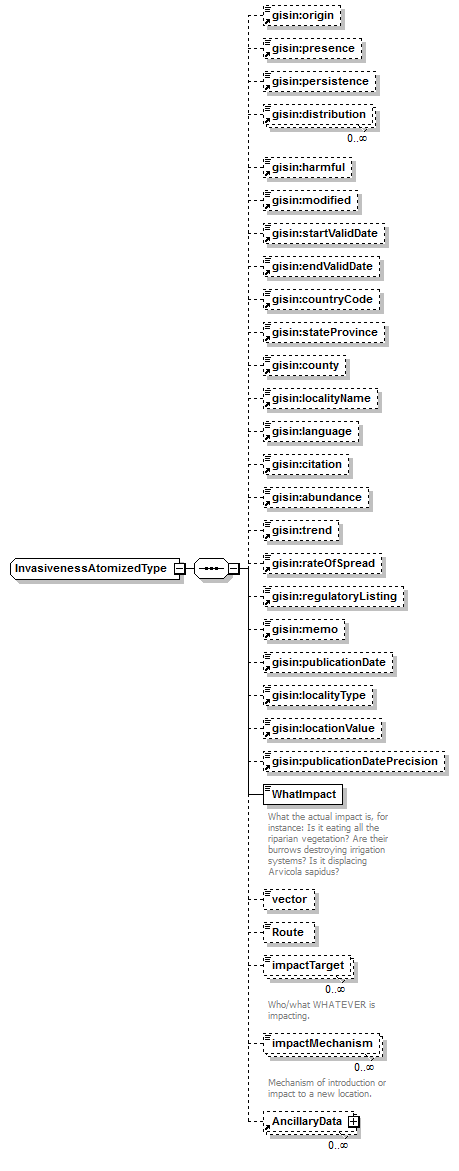 gisin:origin
gisin:presence
gisin:persistence
gisin:distribution
0..∞
gisin:harmful
gisin:modified
gisin:startValidDate
gisin:endValidDate
gisin:countryCode
gisin:stateProvince
gisin:county
gisin:localityName
gisin:language
gisin:citation
gisin:abundance
gisin:trend
InvasivenessAtomizedType
gisin:rateOfSpread
gisin:regulatoryListing
gisin:memo
gisin:publicationDate
gisin:localityType
gisin:locationValue
gisin:publicationDatePrecision
WhatImpact
What the actual impact is, for
instance: Is it eating all the
riparian vegetation? Are their
burrows destroying irrigation
systems? Is it displacing
Arvicola sapidus?
vector
Route
impactTarget
0..∞
Who/what WHATEVER is
impacting.
impactMechanism
0..∞
Mechanism of introduction or
impact to a new location.
AncillaryData
0..∞